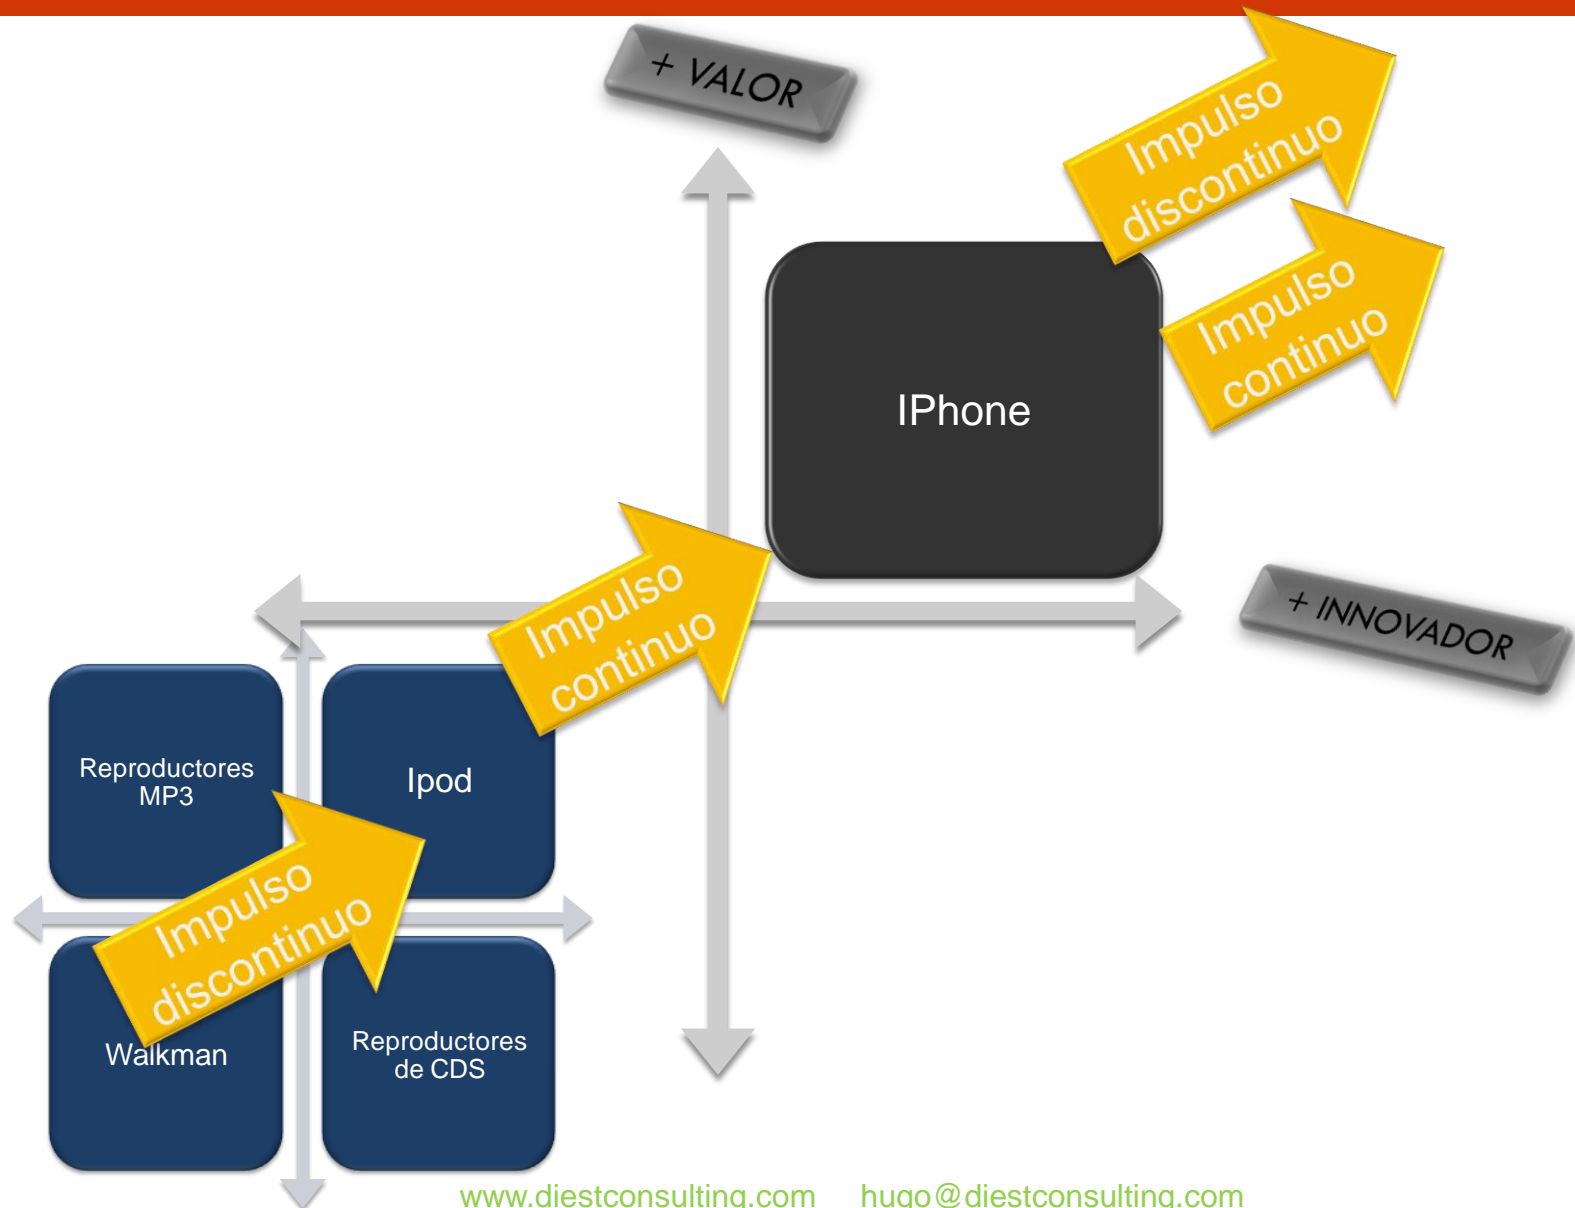 + VALOR
Impulso
discontinuo
Impulso
continuo
IPhone
+ INNOVADOR
Impulso
continuo
Reproductores
MP3
Ipod
Impulso
discontinuo
Walkman
Reproductores
de CDS
www.diestconsulting.com hugo@diestconsulting.com